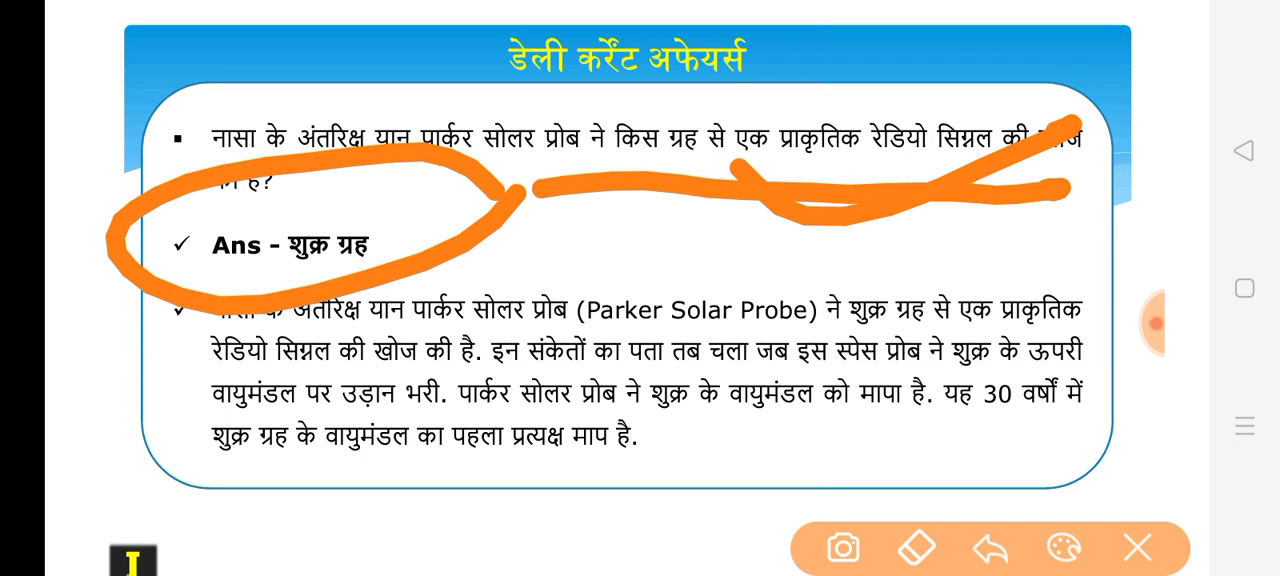 डेली करेंट अफेयर्स
▪ नासा के अंतरिक्ष यान पार्कर सोलर प्रोब ने किस ग्रह से एक प्राकृतिक रेडियो सिग्नल की
है?
✓ Ans - शुक्र ग्रह
✓ के अंतरिक्ष यान पार्कर सोलर प्रोब (Parker Solar Probe) ने शुक्र ग्रह से एक प्राकृतिक
रेडियो सिग्नल की खोज की है. इन संकेतों का पता तब चला जब इस स्पेस प्रोब ने शुक्र के ऊपरी
वायुमंडल पर उड़ान भरी. पार्कर सोलर प्रोब ने शुक्र के वायुमंडल को मापा है. यह 30 वर्षों में
शुक्र ग्रह के वायुमंडल का पहला प्रत्यक्ष माप है.
I